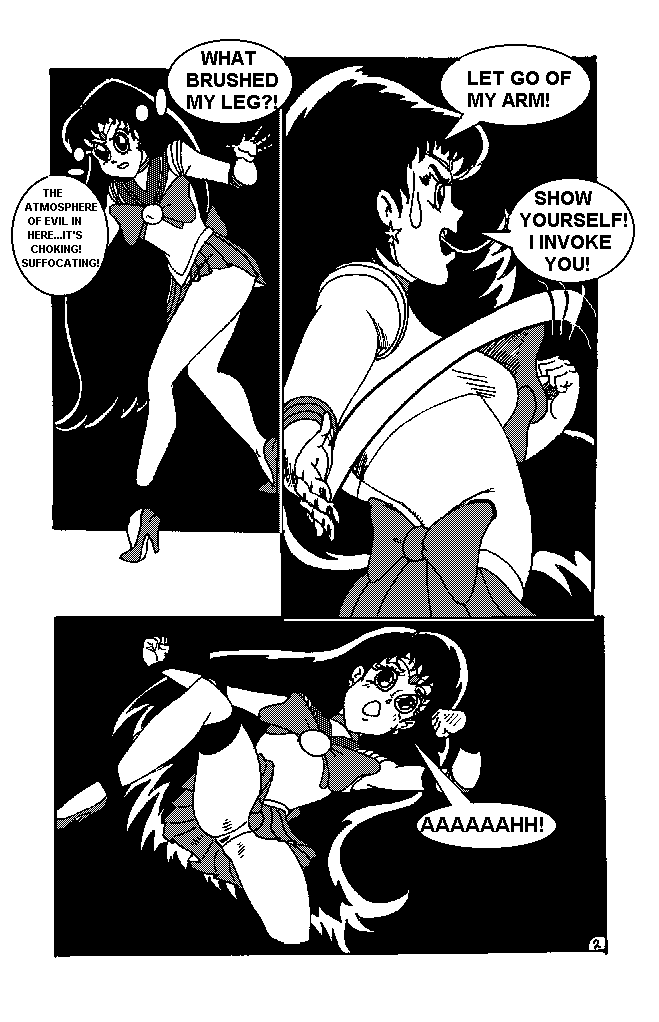 WHAT
BRUSHED
MY LEG?!
THE
ATMOSPHERE
OF EVIL IN
HERE...IT'S
CHOKING!
SUFFOCATING!
LET GO OF
MY ARM!
SHOW
YOURSELF!
I INVOKE
YOU!
AAAAAAHH!
2